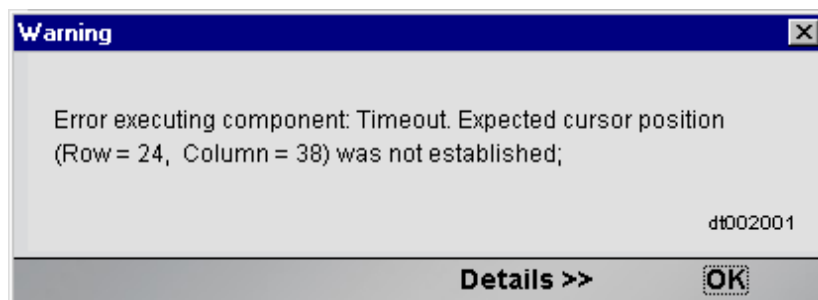 Warning
Error executing component: Timeout. Expected cursor position
(Row = 24, Column = 38) was not established;
dt002001
Details >> OK